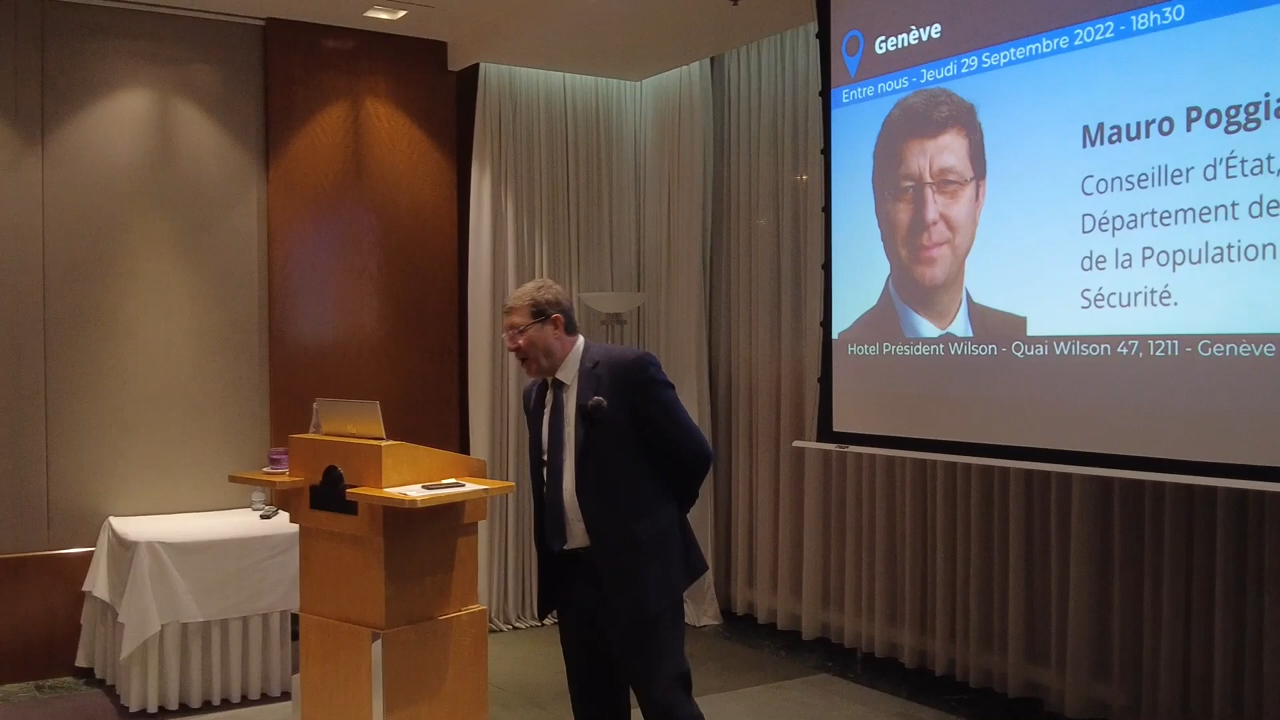 Genève
Entre nous - Jeudi 29 Septembre 2022 - 18h30
Mauro Poggia
Conseiller d'État,
Département de
de la Population
Sécurité.
Hotel Président Wilson - Quai Wilson 47, 1211 - Genève